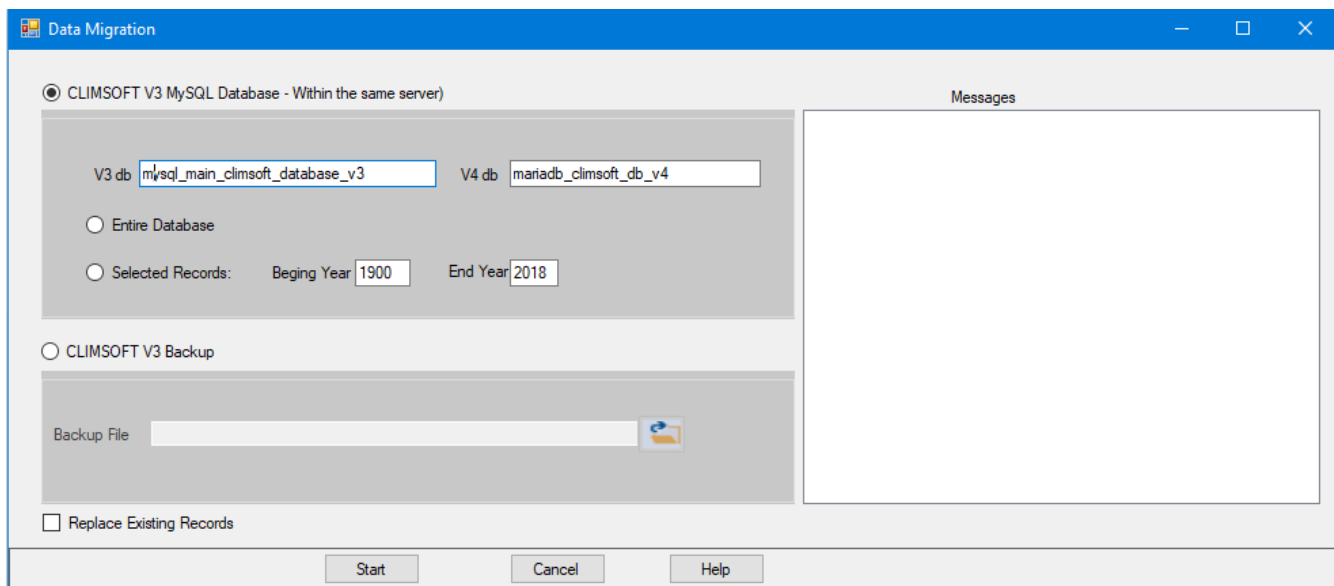 Data Migration
CLIMSOFT V3 MySQL Database - Within the same server)
Messages
V3 db mysql_main_climsoft_database_v3 V4 db mariadb_climsoft_db_v4
Entire Database
Selected Records: Beging Year 1900 End Year 2018
CLIMSOFT V3 Backup
Backup File
Replace Existing Records
Start Cancel Help